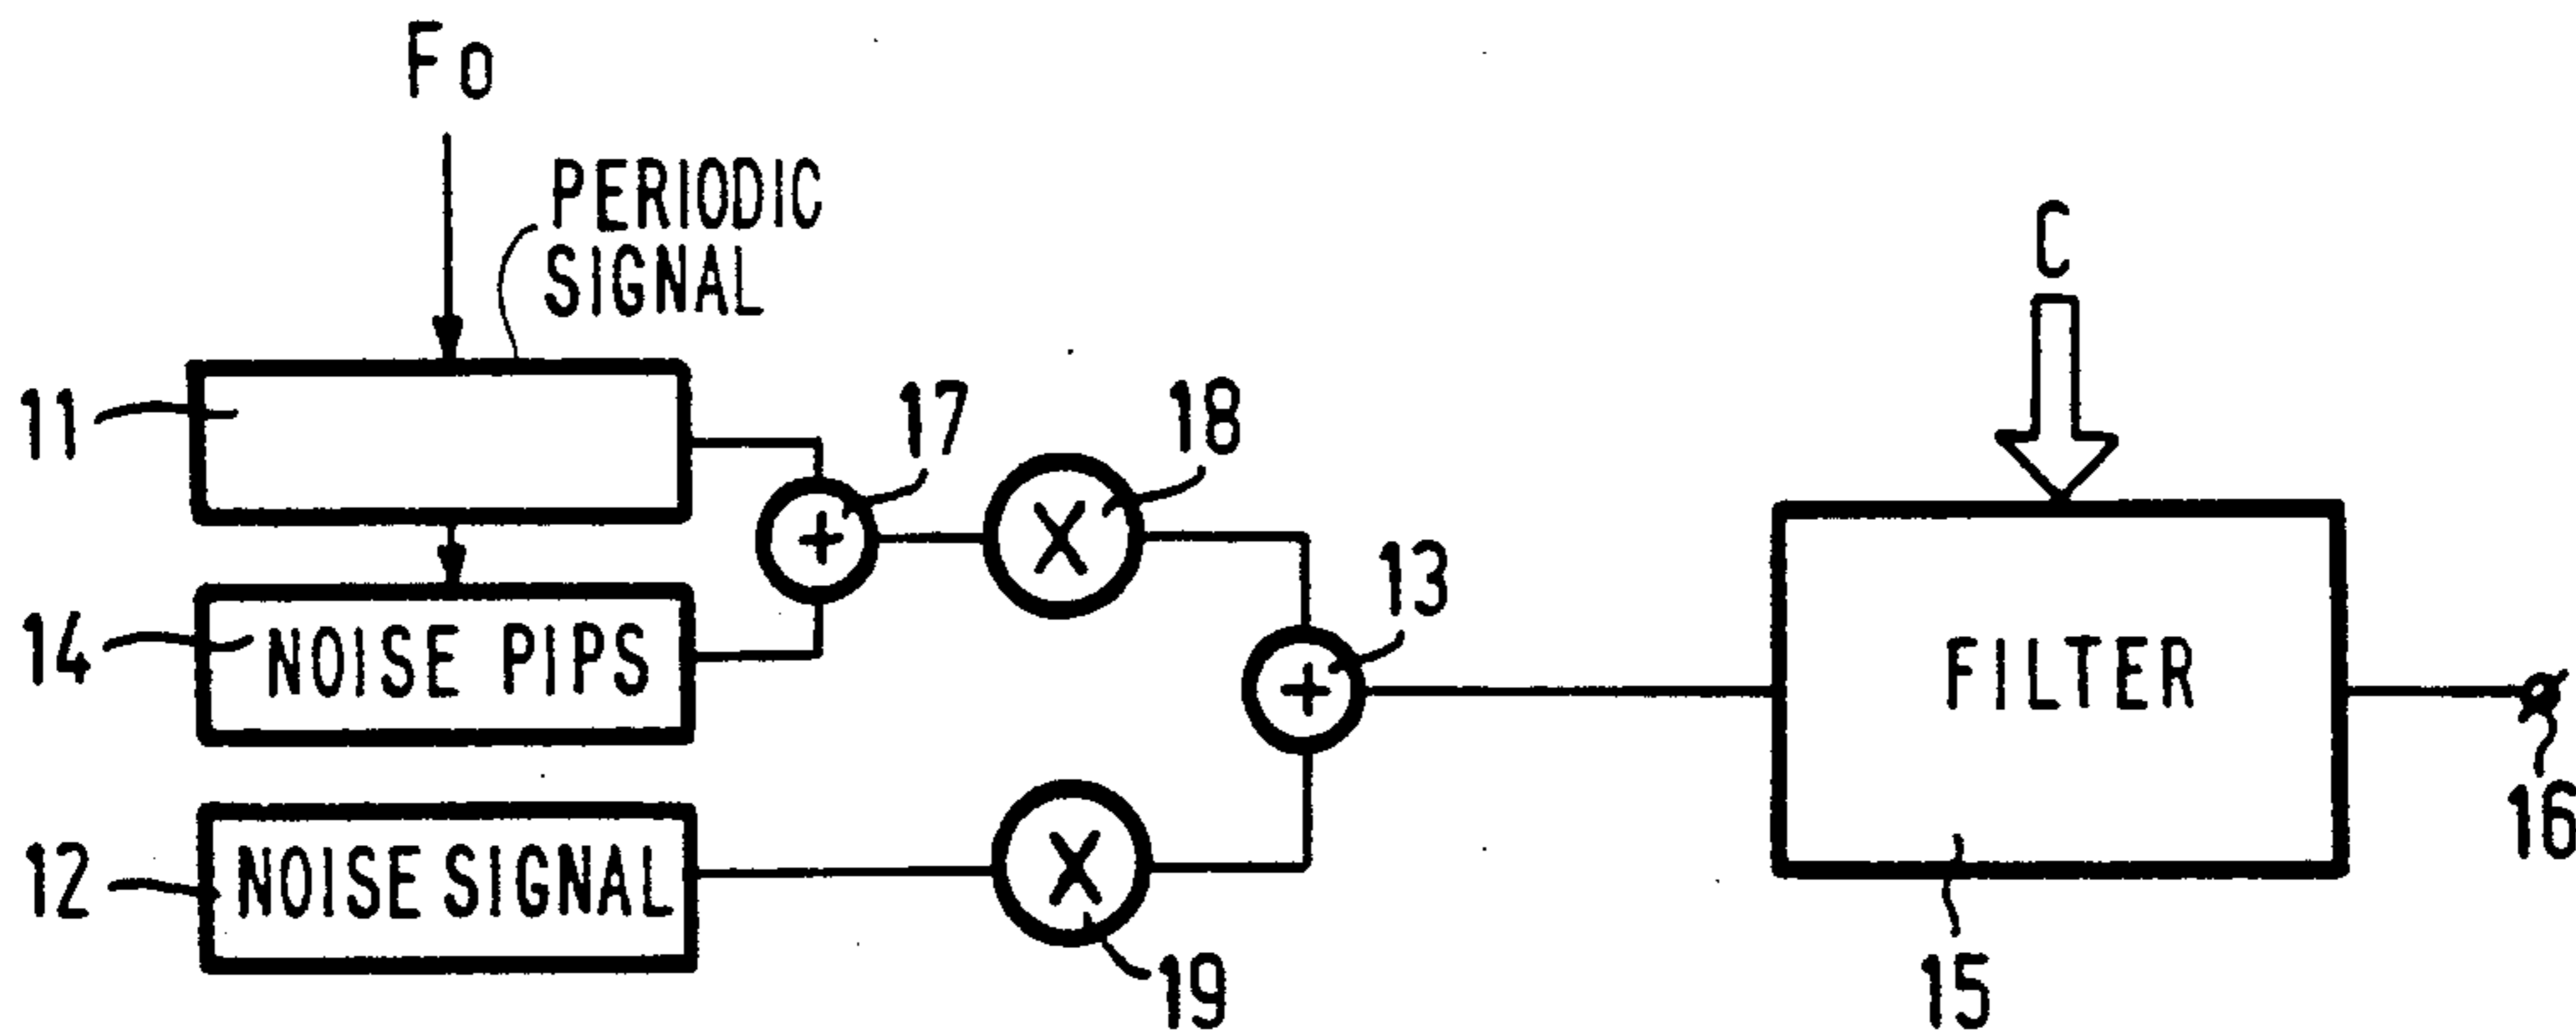 Fo
PERIODIC
SIGNAL
C
11
17
18
+
X
13
14
NOISE PIPS
+
FILTER
12
NOISE SIGNAL
X
16
19
15